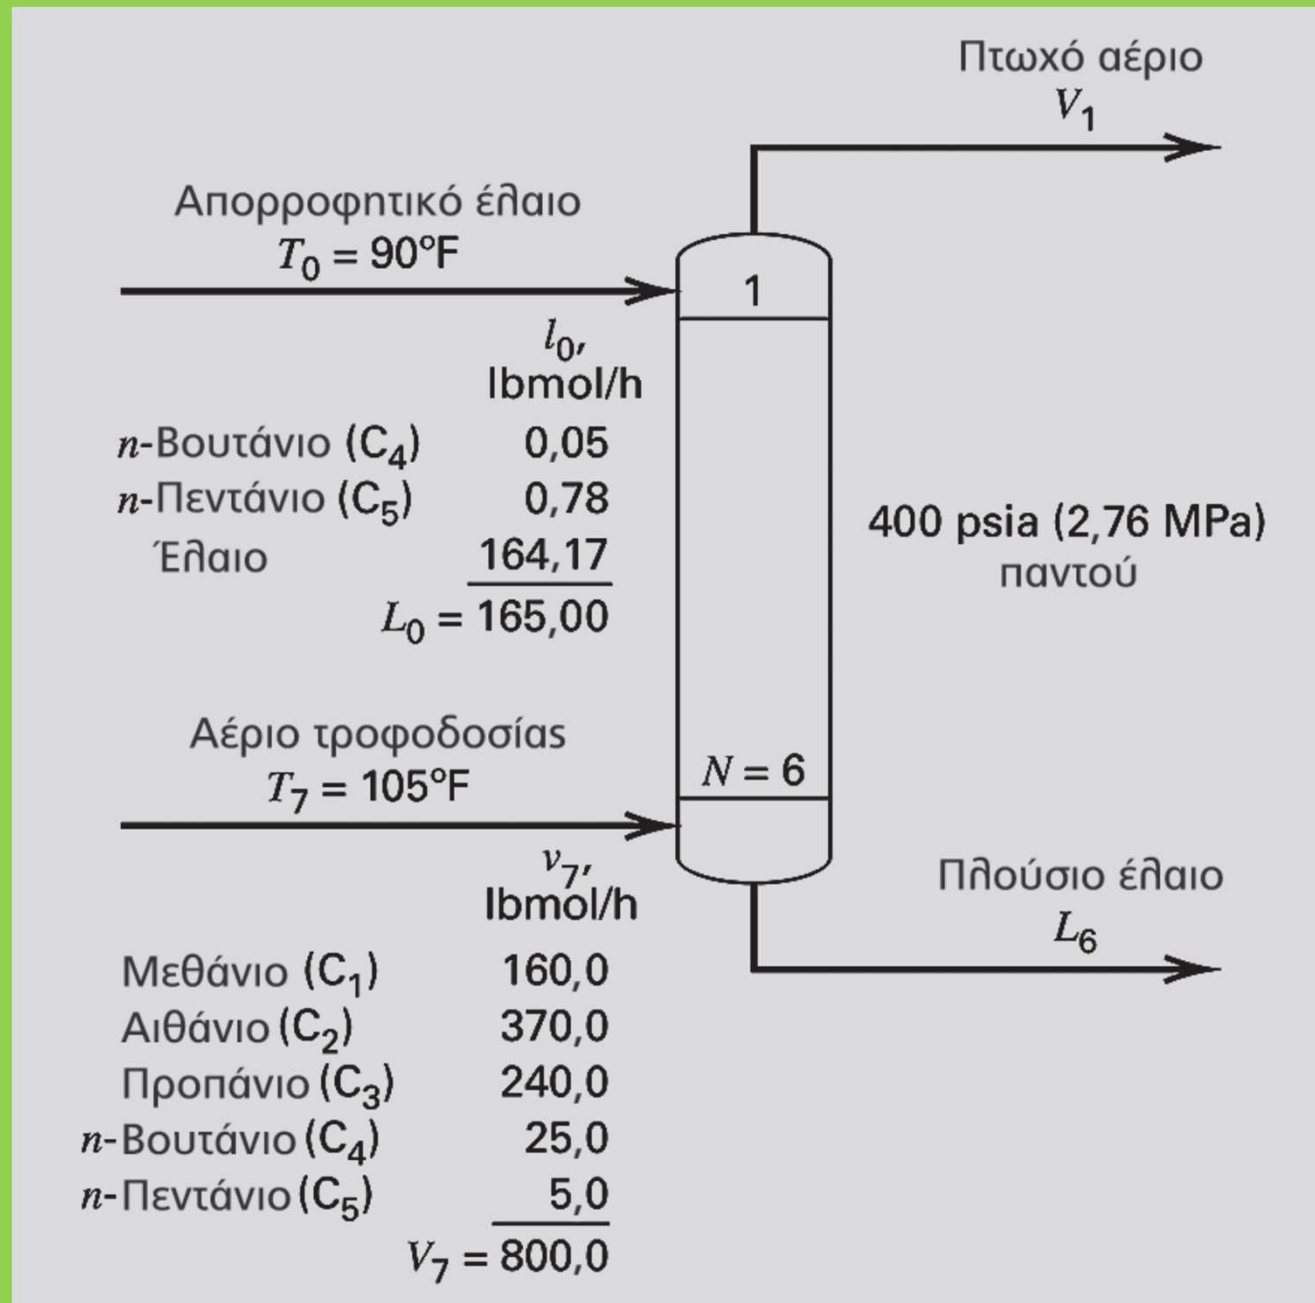 Πτωχό αέριο
V₁
Απορροφητικό έλαιο
T₀ = 90°F
l₀,
lbmol/h
n-Βουτάνιο (C₄) 0,05
n-Πεντάνιο (C₅) 0,78
Έλαιο 164,17
L₀ = 165,00
1
400 psia (2,76 MPa)
παντού
Αέριο τροφοδοσίας
T₇ = 105°F
N = 6
v₇,
lbmol/h
Πλούσιο έλαιο
L₆
Μεθάνιο (C₁) 160,0
Αιθάνιο (C₂) 370,0
Προπάνιο (C₃) 240,0
n-Βουτάνιο (C₄) 25,0
n-Πεντάνιο (C₅) 5,0
V₇ = 800,0